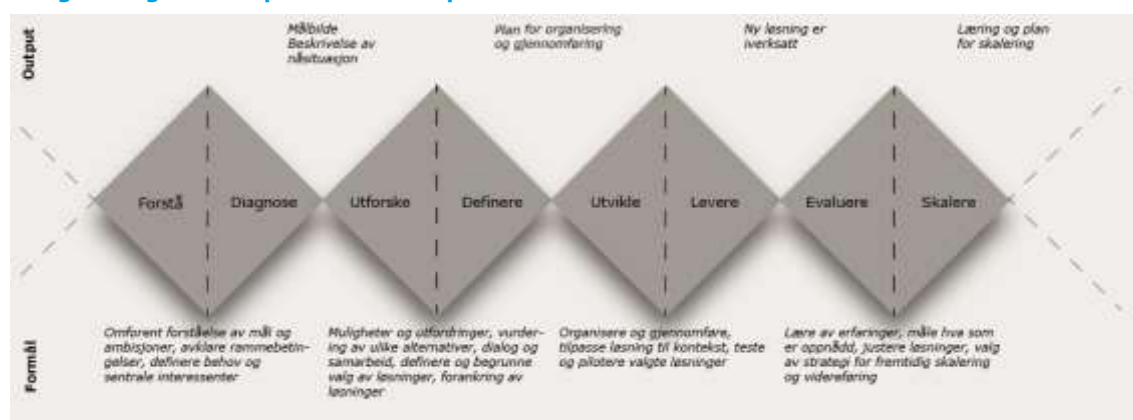 Output
Målbilde
Beskrivelse av
nåsituasjon
Plan for organisering
og gjennomføring
Ny løsning er
iverksatt
Læring og plan
for skalering
Forstå
Diagnose
Utforske
Definere
Utvikle
Levere
Evaluere
Skalere
Formål
Omforent forståelse av mål og
ambisjoner, avklare rammebetin-
gelser, definere behov og
sentrale interessenter
Muligheter og utfordringer, vurder-
ing av ulike alternativer, dialog og
samarbeid, definere og begrunne
valg av løsninger, forankring av
løsninger
Organisere og gjennomføre,
tilpasse løsning til kontekst, teste
og pilotere valgte løsninger
Lære av erfaringer, måle hva som
er oppnådd, justere løsninger, valg
av strategi for fremtidig skalering
og videreføring